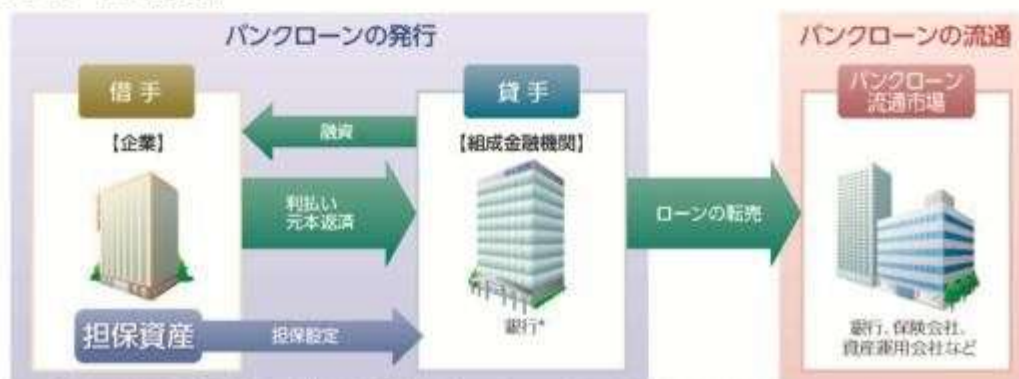 バンクローンの発行
バンクローンの流通
借手
貸手
バンクローン
流通市場
【企業】
融資
【組成金融機関】
利払い
元本返済
ローンの転売
担保資産
担保設定
銀行*
銀行、保険会社、
資産運用会社など